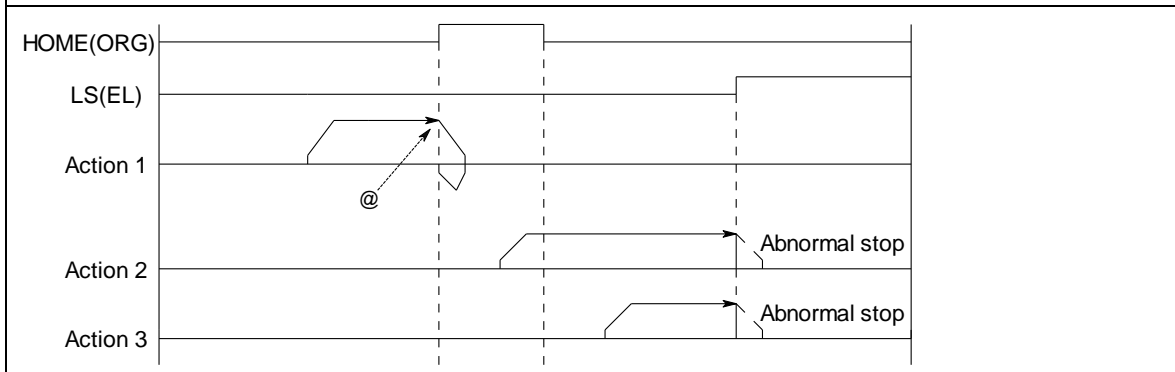 HOME(ORG)
LS(EL)
Action 1
@
Abnormal stop
Action 2
Abnormal stop
Action 3